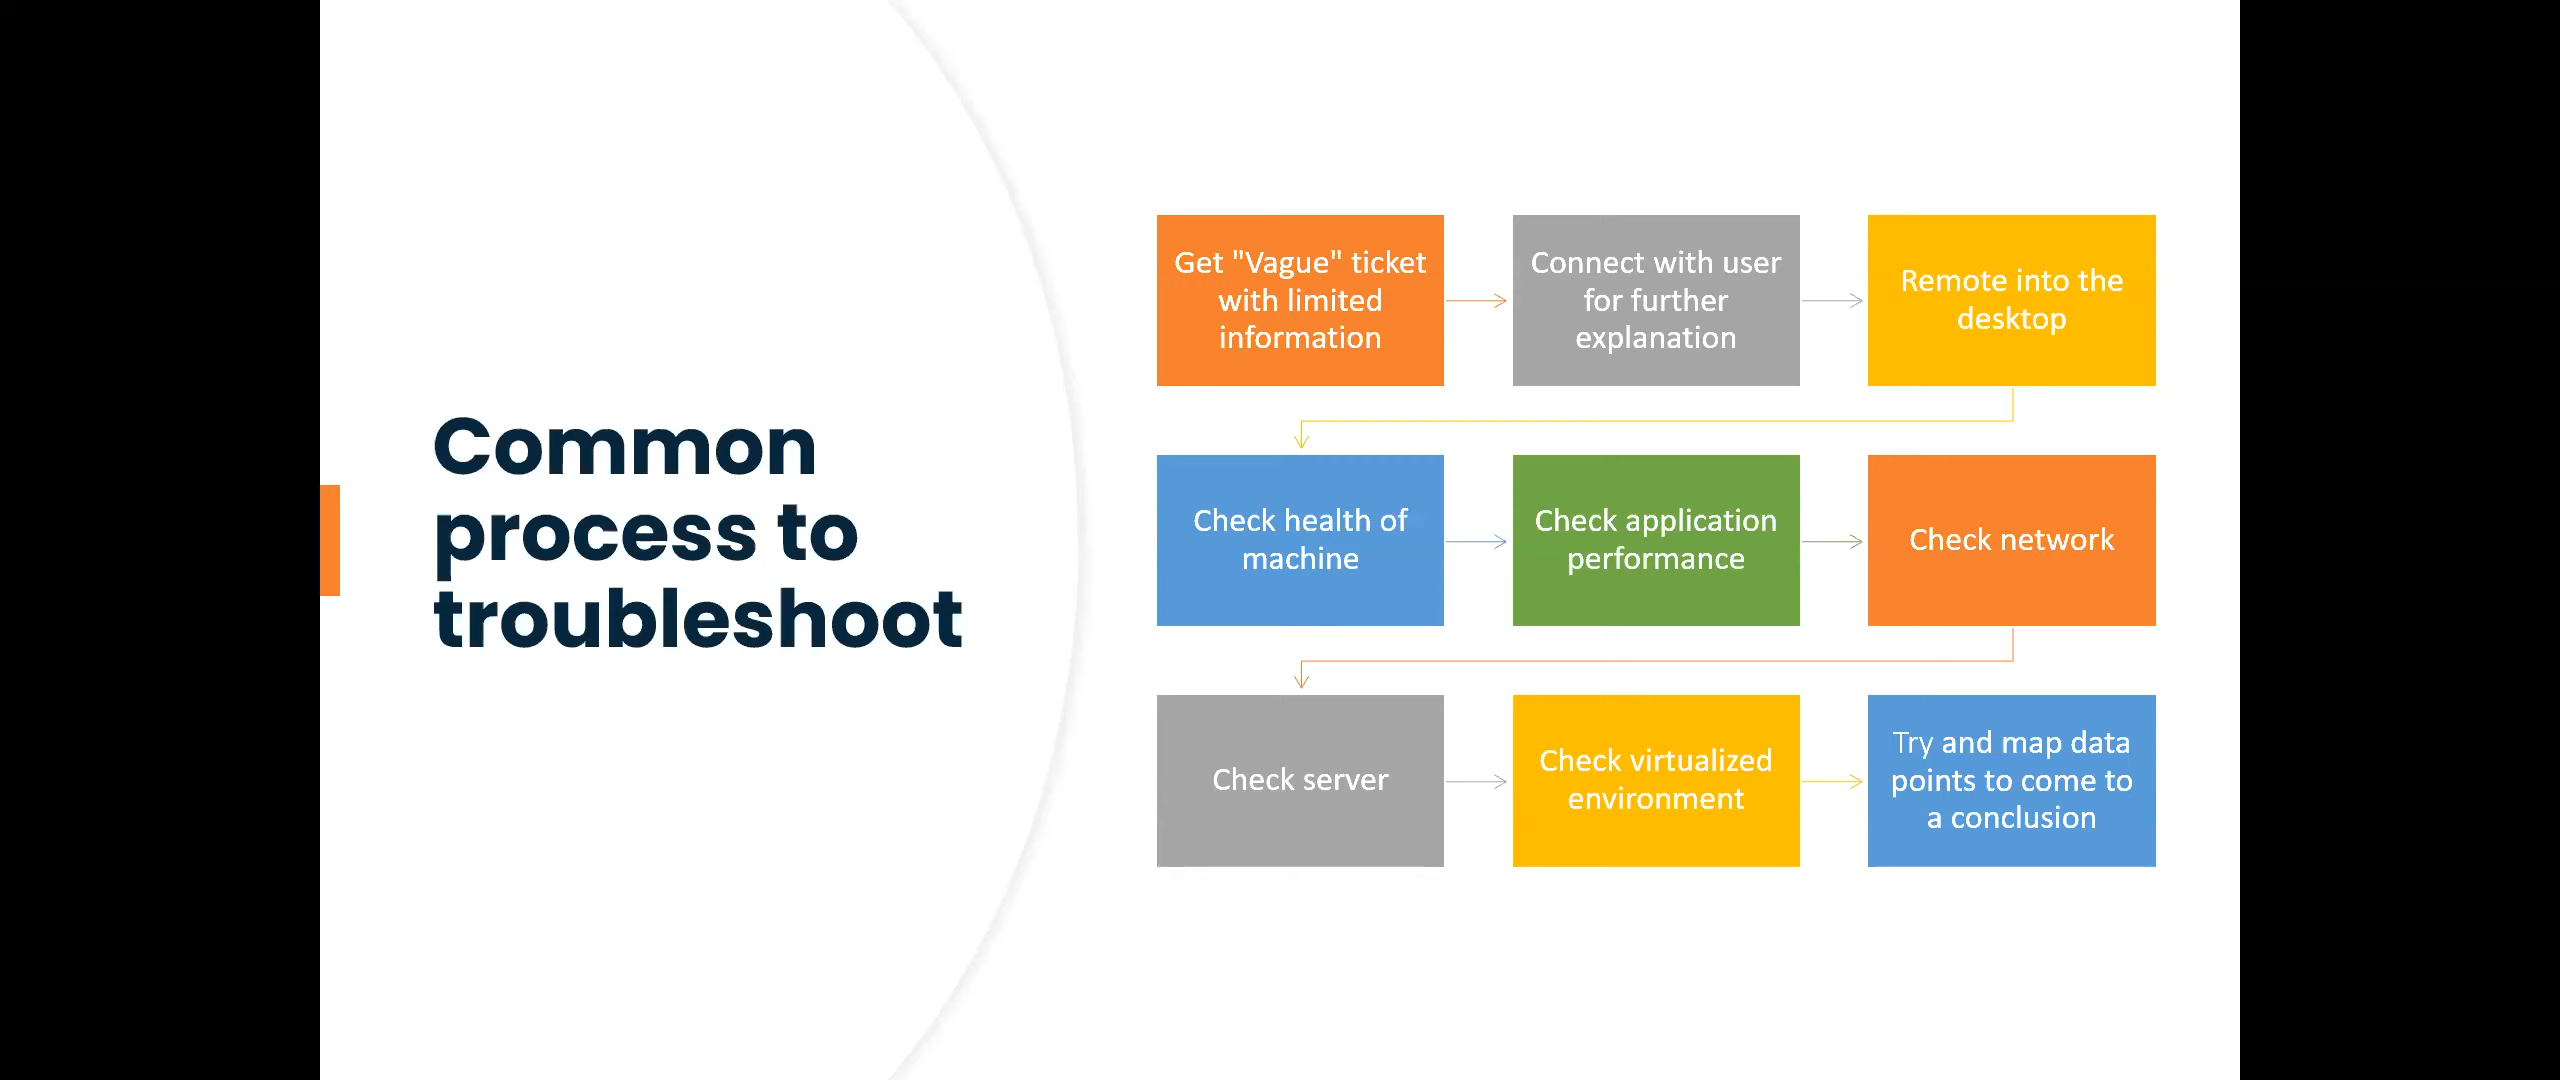 Common
process to
troubleshoot
Get "Vague" ticket
with limited
information
Connect with user
for further
explanation
Remote into the
desktop
Check health of
machine
Check application
performance
Check network
Check server
Check virtualized
environment
Try and map data
points to come to
a conclusion